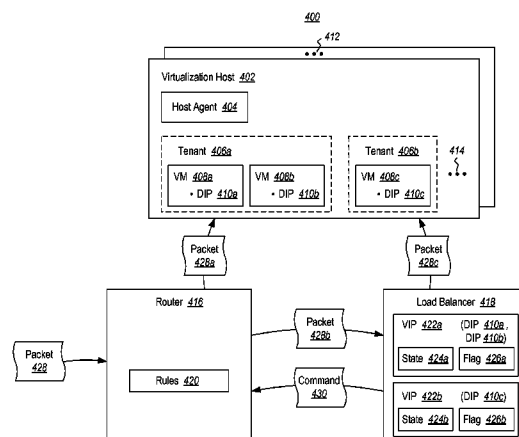 400
412
Virtualization Host 402
Host Agent 404
Tenant 406a
Tenant 406b
414
VM 408a
VM 408b
VM 408c
• DIP 410a
• DIP 410b
• DIP 410c
Packet
428a
Packet
428c
Router 416
Load Balancer 418
Packet
428
Packet
428b
VIP 422a (DIP 410a,
DIP 410b)
State
424a
Flag
426a
Rules 420
Command
430
VIP 422b (DIP 410c)
State
424b
Flag
426b